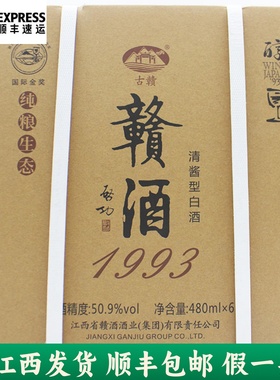 EXPRESS
顺丰速运
国际金奖
纯粮生态
古赣
贛酒
启功
清酱型白酒
1993
酒精度:50.9%vol 净含量:480ml×6
江西省赣酒酒业(集团)有限责任公司
JIANGXI GANJIU GROUP CO.,LTD.
江西发货 顺丰包邮 假一